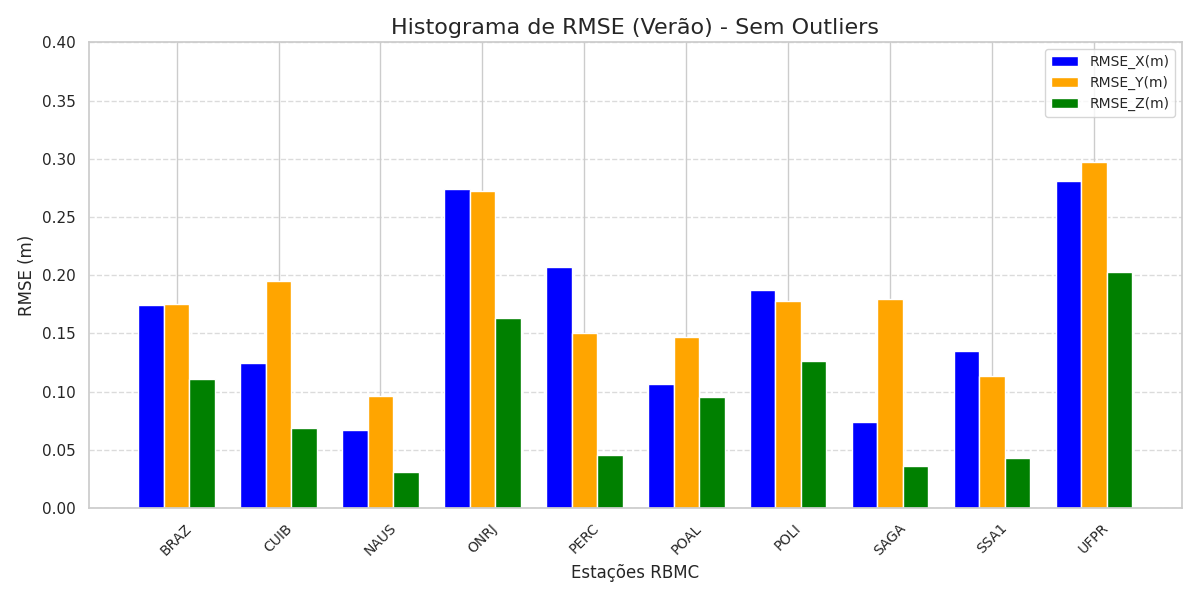 Histograma de RMSE (Verão) - Sem Outliers
RMSE_X(m)
RMSE_Y(m)
RMSE_Z(m)
RMSE (m)
0.40
0.35
0.30
0.25
0.20
0.15
0.10
0.05
0.00
BRAZ CUIB NAUS ONRJ PERC POAL POLI SAGA SSA1 UFPR
Estações RBMC